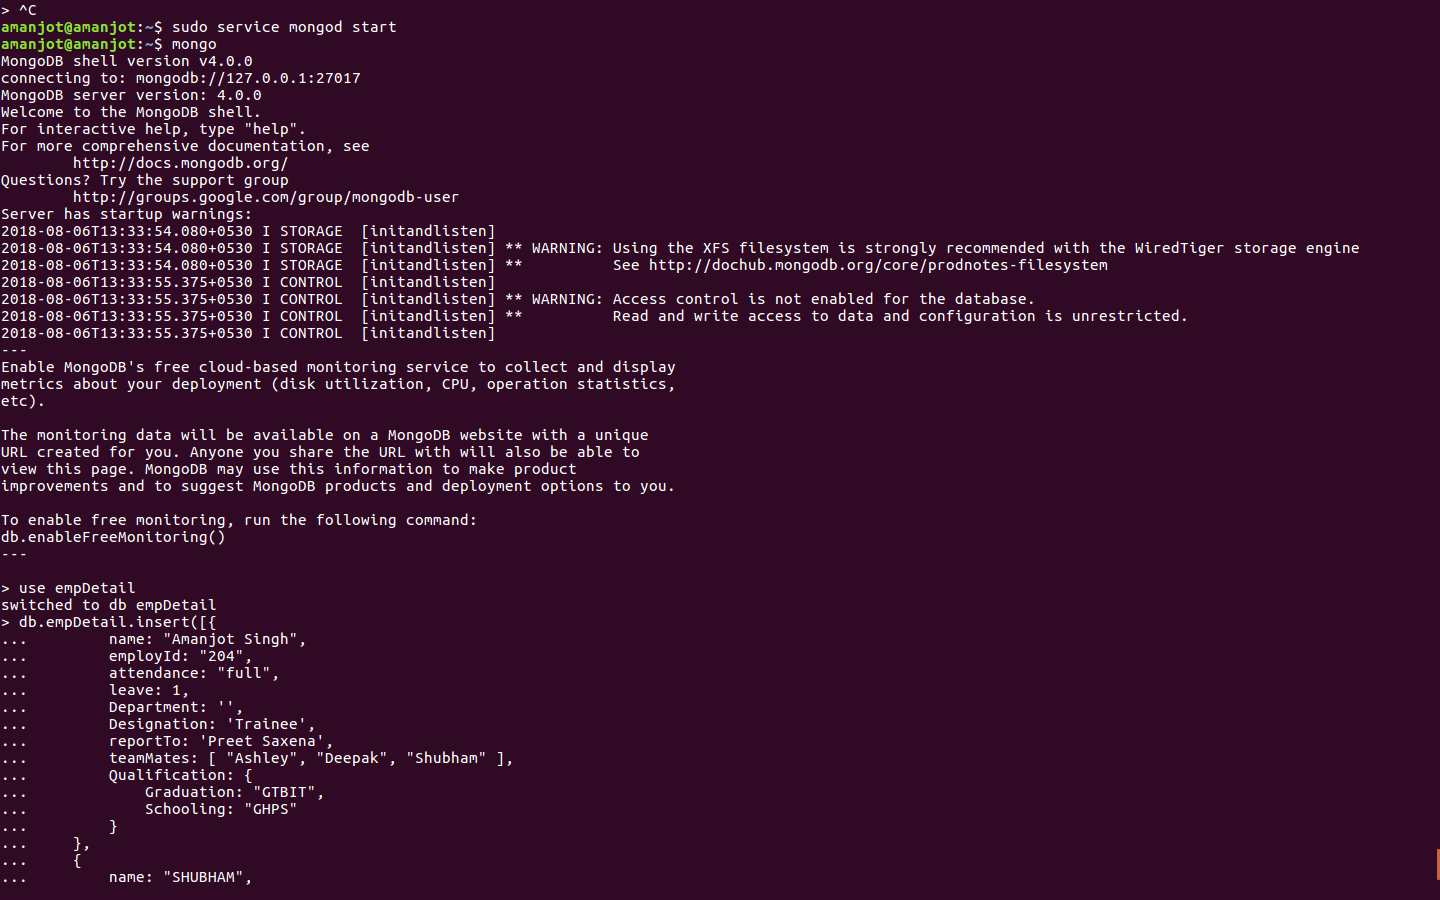 > ^C
amanjot@amanjot:~$ sudo service mongod start
amanjot@amanjot:~$ mongo
MongoDB shell version v4.0.0
connecting to: mongodb://127.0.0.1:27017
MongoDB server version: 4.0.0
Welcome to the MongoDB shell.
For interactive help, type "help".
For more comprehensive documentation, see
        http://docs.mongodb.org/
Questions? Try the support group
        http://groups.google.com/group/mongodb-user
Server has startup warnings:
2018-08-06T13:33:54.080+0530 I STORAGE  [initandlisten]
2018-08-06T13:33:54.080+0530 I STORAGE  [initandlisten] ** WARNING: Using the XFS filesystem is strongly recommended with the WiredTiger storage engine
2018-08-06T13:33:54.080+0530 I STORAGE  [initandlisten] **          See http://dochub.mongodb.org/core/prodnotes-filesystem
2018-08-06T13:33:55.375+0530 I CONTROL  [initandlisten]
2018-08-06T13:33:55.375+0530 I CONTROL  [initandlisten] ** WARNING: Access control is not enabled for the database.
2018-08-06T13:33:55.375+0530 I CONTROL  [initandlisten] **          Read and write access to data and configuration is unrestricted.
2018-08-06T13:33:55.375+0530 I CONTROL  [initandlisten]
---
Enable MongoDB's free cloud-based monitoring service to collect and display
metrics about your deployment (disk utilization, CPU, operation statistics,
etc).

The monitoring data will be available on a MongoDB website with a unique
URL created for you. Anyone you share the URL with will also be able to
view this page. MongoDB may use this information to make product
improvements and to suggest MongoDB products and deployment options to you.

To enable free monitoring, run the following command:
db.enableFreeMonitoring()
---

> use empDetail
switched to db empDetail
> db.empDetail.insert([{
...         name: "Amanjot Singh",
...         employId: "204",
...         attendance: "full",
...         leave: 1,
...         Department: '',
...         Designation: 'Trainee',
...         reportTo: 'Preet Saxena',
...         teamMates: [ "Ashley", "Deepak", "Shubham" ],
...         Qualification: {
...             Graduation: "GTBIT",
...             Schooling: "GHPS"
...         }
...     },
...     {
...         name: "SHUBHAM",